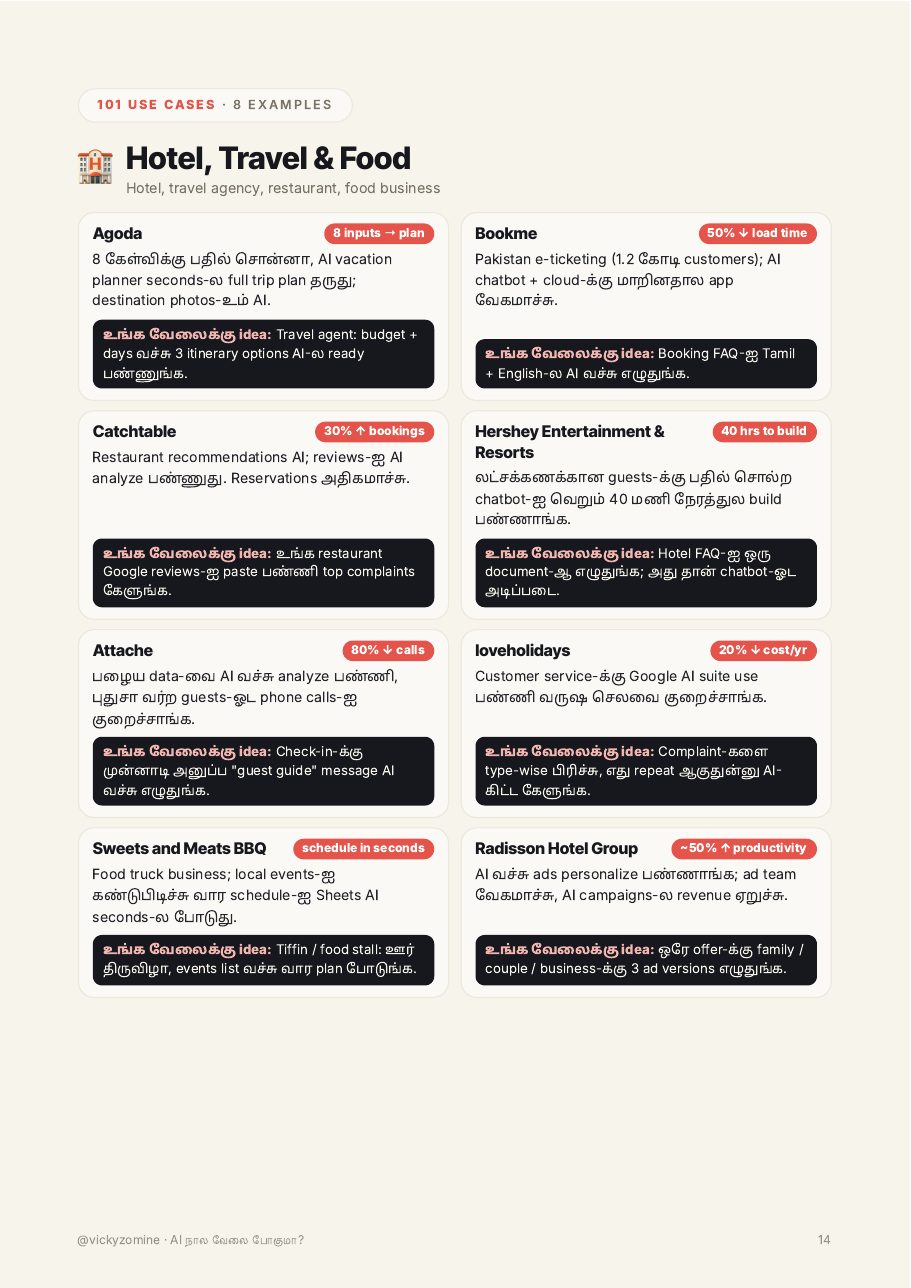 101 USE CASES · 8 EXAMPLES
Hotel, Travel & Food
Hotel, travel agency, restaurant, food business
Agoda
8 inputs → plan
8 கேள்விக்கு பதில் சொன்னா, AI vacation
planner seconds-ல full trip plan தருது;
destination photos-உம் AI.
உங்க வேலைக்கு idea: Travel agent: budget +
days வச்சு 3 itinerary options AI-ல ready
பண்ணுங்க.
Bookme
50% ↓ load time
Pakistan e-ticketing (1.2 கோடி customers); AI
chatbot + cloud-க்கு மாறினதால app
வேகமாச்சு.
உங்க வேலைக்கு idea: Booking FAQ-ஐ Tamil
+ English-ல AI வச்சு எழுதுங்க.
Catchtable
30% ↑ bookings
Restaurant recommendations AI; reviews-ஐ AI
analyze பண்ணுது. Reservations அதிகமாச்சு.
உங்க வேலைக்கு idea: உங்க restaurant
Google reviews-ஐ paste பண்ணி top complaints
கேளுங்க.
Hershey Entertainment &
Resorts
40 hrs to build
லட்சக்கணக்கான guests-க்கு பதில் சொல்ற
chatbot-ஐ வெறும் 40 மணி நேரத்துல build
பண்ணாங்க.
உங்க வேலைக்கு idea: Hotel FAQ-ஐ ஒரு
document-ஆ எழுதுங்க; அது தான் chatbot-ஓட
அடிப்படை.
Attache
80% ↓ calls
பழைய data-வை AI வச்சு analyze பண்ணி,
புதுசா வர்ற guests-ஓட phone calls-ஐ
குறைச்சாங்க.
உங்க வேலைக்கு idea: Check-in-க்கு
முன்னாடி அனுப்ப "guest guide" message AI
வச்சு எழுதுங்க.
loveholidays
20% ↓ cost/yr
Customer service-க்கு Google AI suite use
பண்ணி வருஷ செலவை குறைச்சாங்க.
உங்க வேலைக்கு idea: Complaint-களை
type-wise பிரிச்சு, எது repeat ஆகுதுன்னு AI-
கிட்ட கேளுங்க.
Sweets and Meats BBQ
schedule in seconds
Food truck business; local events-ஐ
கண்டுபிடிச்சு வார schedule-ஐ Sheets AI
seconds-ல போடுது.
உங்க வேலைக்கு idea: Tiffin / food stall: ஊர்
திருவிழா, events list வச்சு வார plan போடுங்க.
Radisson Hotel Group
~50% ↑ productivity
AI வச்சு ads personalize பண்ணாங்க; ad team
வேகமாச்சு, AI campaigns-ல revenue ஏறுச்சு.
உங்க வேலைக்கு idea: ஒரே offer-க்கு family /
couple / business-க்கு 3 ad versions எழுதுங்க.
@vickyzomine · AI நால வேலை போகுமா?
14